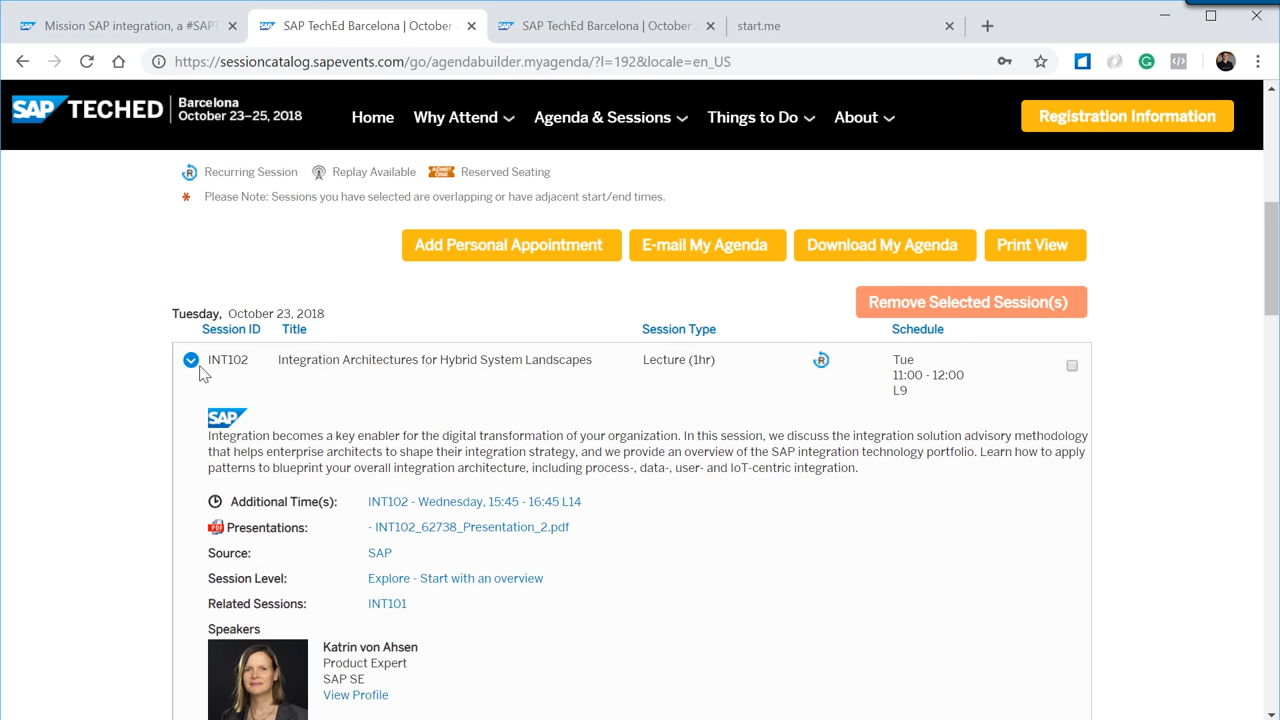 Mission SAP integration, a #SAPT
SAP TechEd Barcelona | October
SAP TechEd Barcelona | October
start.me
https://sessioncatalog.sapevents.com/go/agendabuilder.myagenda/?l=192&locale=en_US
SAP TECHED
Barcelona
October 23–25, 2018
Home
Why Attend
Agenda & Sessions
Things to Do
About
Registration Information
Recurring Session
Replay Available
ADMIT ONE
Reserved Seating
* Please Note: Sessions you have selected are overlapping or have adjacent start/end times.
Add Personal Appointment
E-mail My Agenda
Download My Agenda
Print View
Remove Selected Session(s)
Tuesday, October 23, 2018
Session ID
Title
Session Type
Schedule
INT102
Integration Architectures for Hybrid System Landscapes
Lecture (1hr)
R
Tue
11:00 - 12:00
L9
SAP
Integration becomes a key enabler for the digital transformation of your organization. In this session, we discuss the integration solution advisory methodology
that helps enterprise architects to shape their integration strategy, and we provide an overview of the SAP integration technology portfolio. Learn how to apply
patterns to blueprint your overall integration architecture, including process-, data-, user- and IoT-centric integration.
Additional Time(s): INT102 - Wednesday, 15:45 - 16:45 L14
PDF Presentations: - INT102_62738_Presentation_2.pdf
Source: SAP
Session Level: Explore - Start with an overview
Related Sessions: INT101
Speakers
Katrin von Ahsen
Product Expert
SAP SE
View Profile